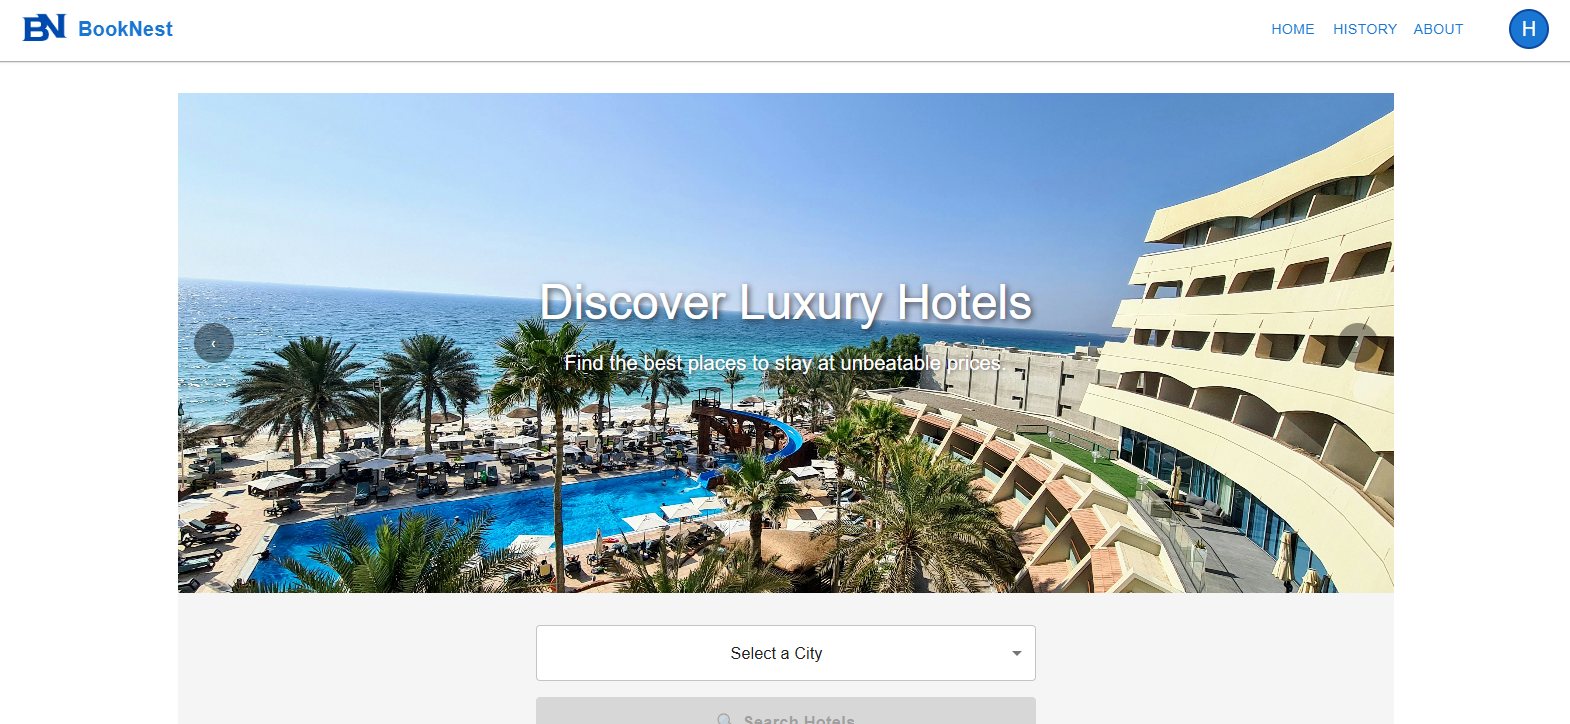 BN BookNest
HOME HISTORY ABOUT H
Discover Luxury Hotels
Find the best places to stay at unbeatable prices.
Select a City
Search Hotels